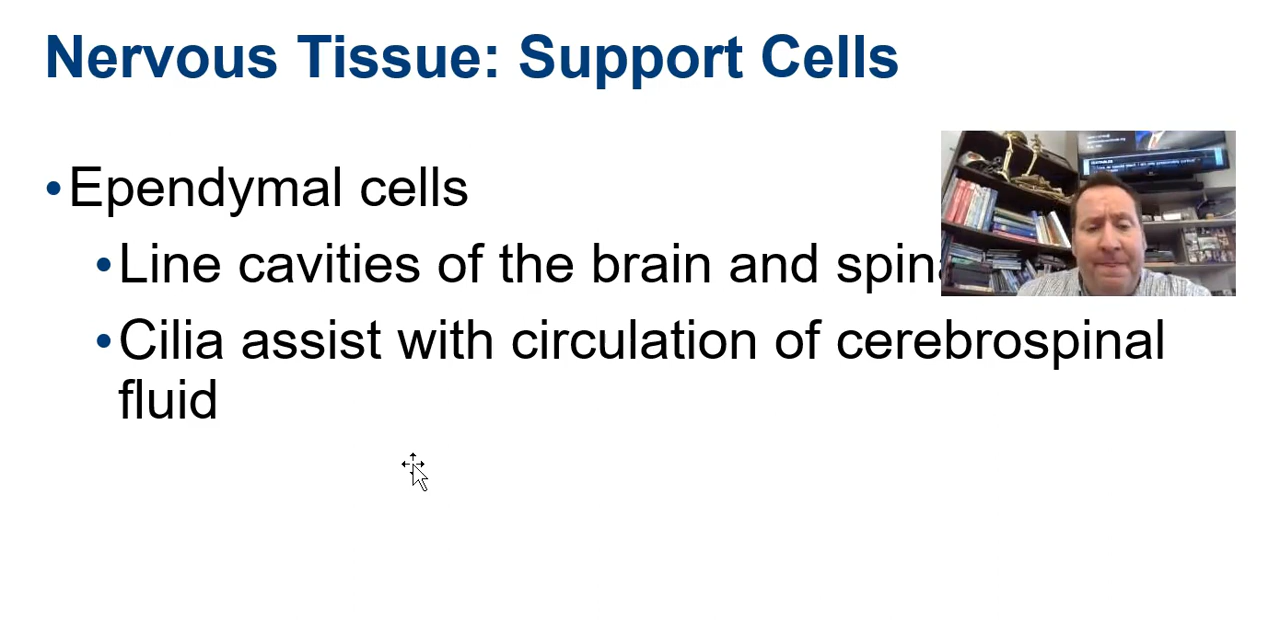 Nervous Tissue: Support Cells
•Ependymal cells
•Line cavities of the brain and
•Cilia assist with circulation of cerebrospinal
fluid